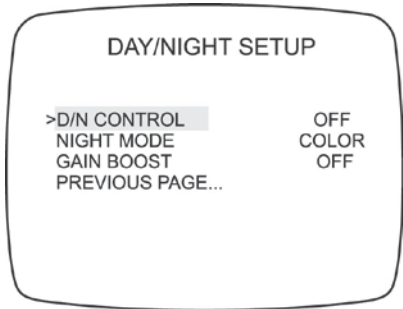 DAY/NIGHT SETUP
>D/N CONTROL OFF
NIGHT MODE COLOR
GAIN BOOST OFF
PREVIOUS PAGE...